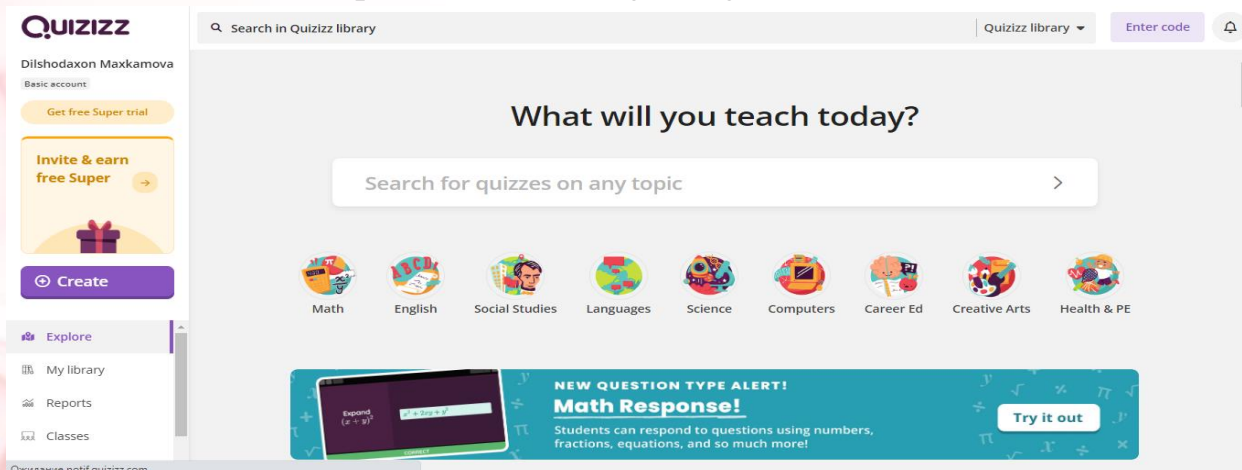 Quizizz
Search in Quizizz library
Quizizz library
Enter code
Dilshodaxon Maxkamova
Basic account
Get free Super trial
Invite & earn
free Super
Create
Explore
My library
Reports
Classes
What will you teach today?
Search for quizzes on any topic
Math
English
Social Studies
Languages
Science
Computers
Career Ed
Creative Arts
Health & PE
Expand
(x + y)²
x² + 2xy + y²
CORRECT
NEW QUESTION TYPE ALERT!
Math Response!
Students can respond to questions using numbers,
fractions, equations, and so much more!
Try it out